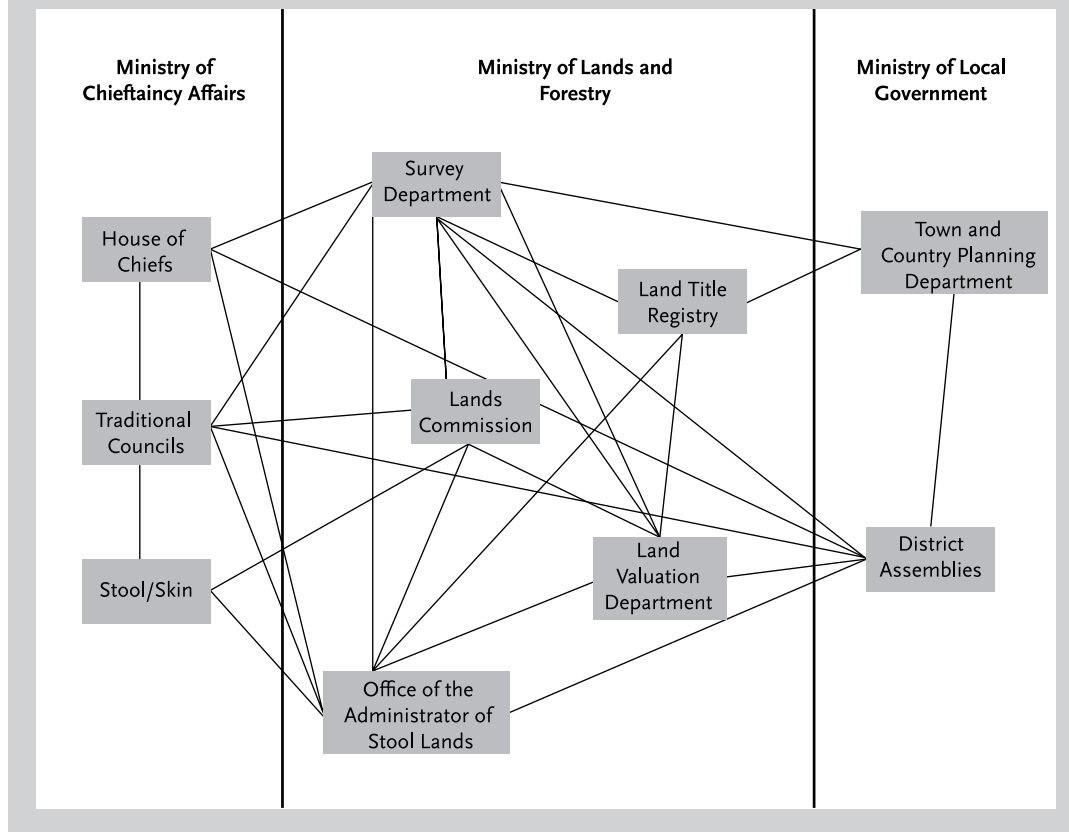 Ministry of
Chieftaincy Affairs
Ministry of Lands and
Forestry
Ministry of Local
Government
Survey
Department
House of
Chiefs
Town and
Country Planning
Department
Land Title
Registry
Lands
Commission
Traditional
Councils
District
Assemblies
Land
Valuation
Department
Stool/Skin
Office of the
Administrator of
Stool Lands